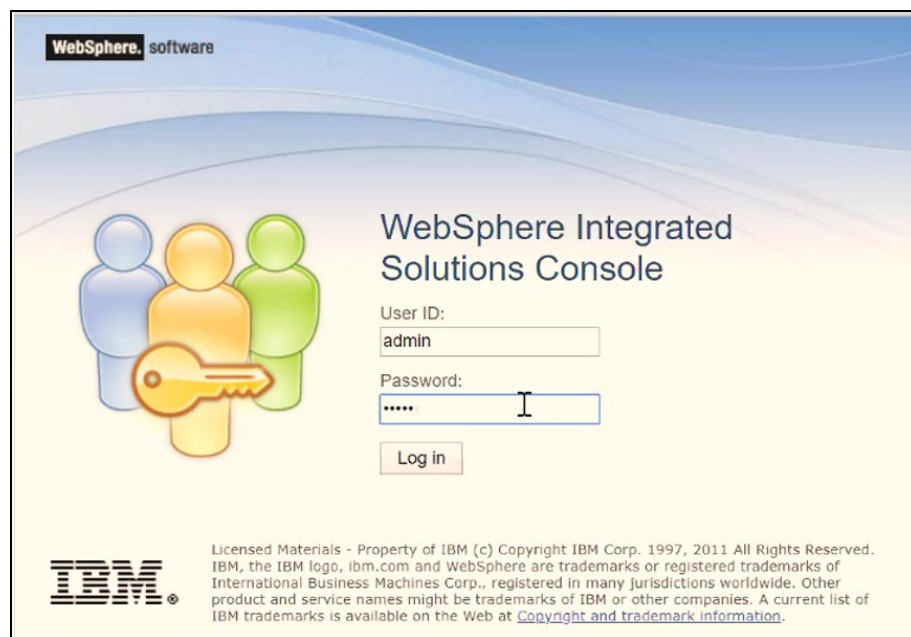 WebSphere. software
WebSphere Integrated
Solutions Console
User ID:
admin
Password:
•••••
Log in
IBM®
Licensed Materials - Property of IBM (c) Copyright IBM Corp. 1997, 2011 All Rights Reserved.
IBM, the IBM logo, ibm.com and WebSphere are trademarks or registered trademarks of
International Business Machines Corp., registered in many jurisdictions worldwide. Other
product and service names might be trademarks of IBM or other companies. A current list of
IBM trademarks is available on the Web at Copyright and trademark information.